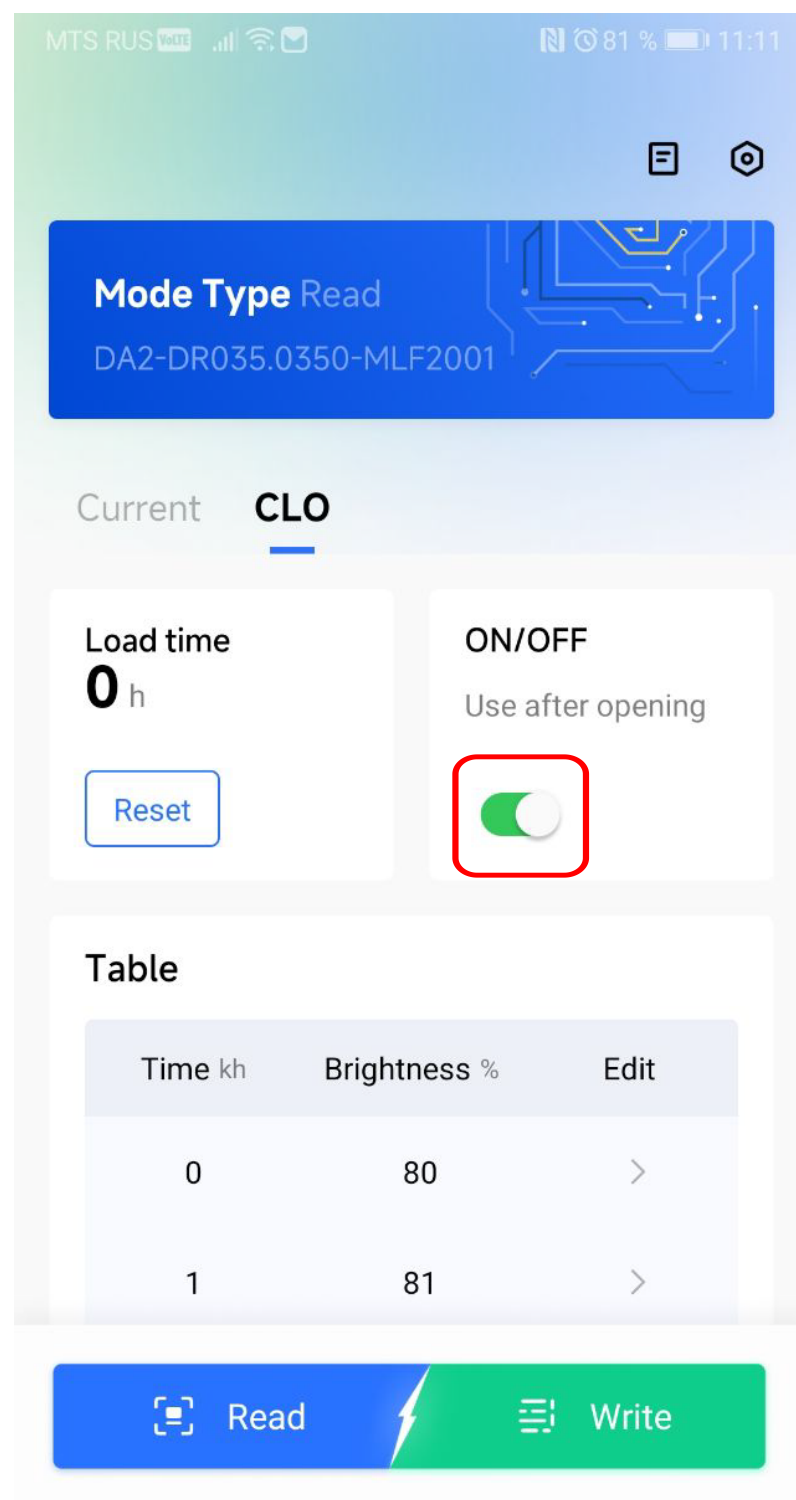 MTS RUS VoLTE 81 % 11:11
Mode Type Read
DA2-DR035.0350-MLF2001
Current CLO
Load time
0 h
Reset
ON/OFF
Use after opening
Table
Time kh Brightness % Edit
0 80
1 81
Read Write